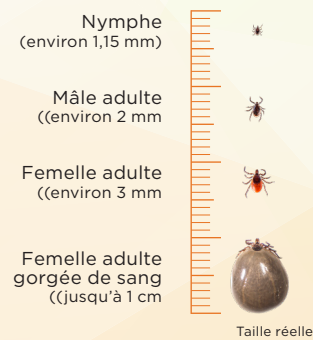 Nymphe
(environ 1,15 mm)
Mâle adulte
((environ 2 mm
Femelle adulte
((environ 3 mm
Femelle adulte
gorgée de sang
((jusqu'à 1 cm
Taille réelle